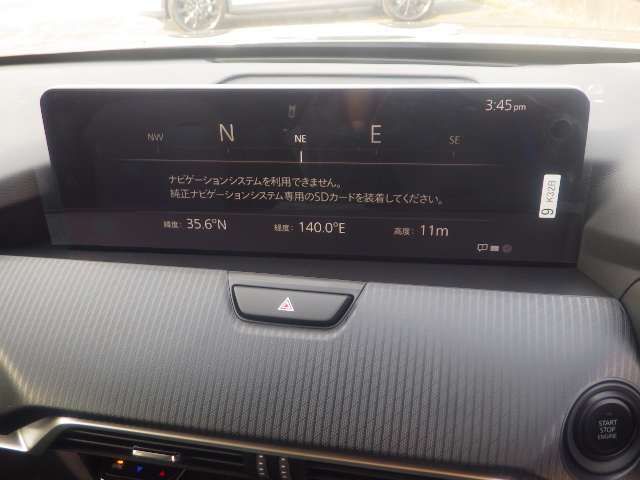 3:45 pm
NW N NE E SE
ナビゲーションシステムを利用できません。
純正ナビゲーションシステム専用のSDカードを装着してください。
緯度: 35.6°N 経度: 140.0°E 高度: 11m
9 K32R
START
STOP
ENGINE